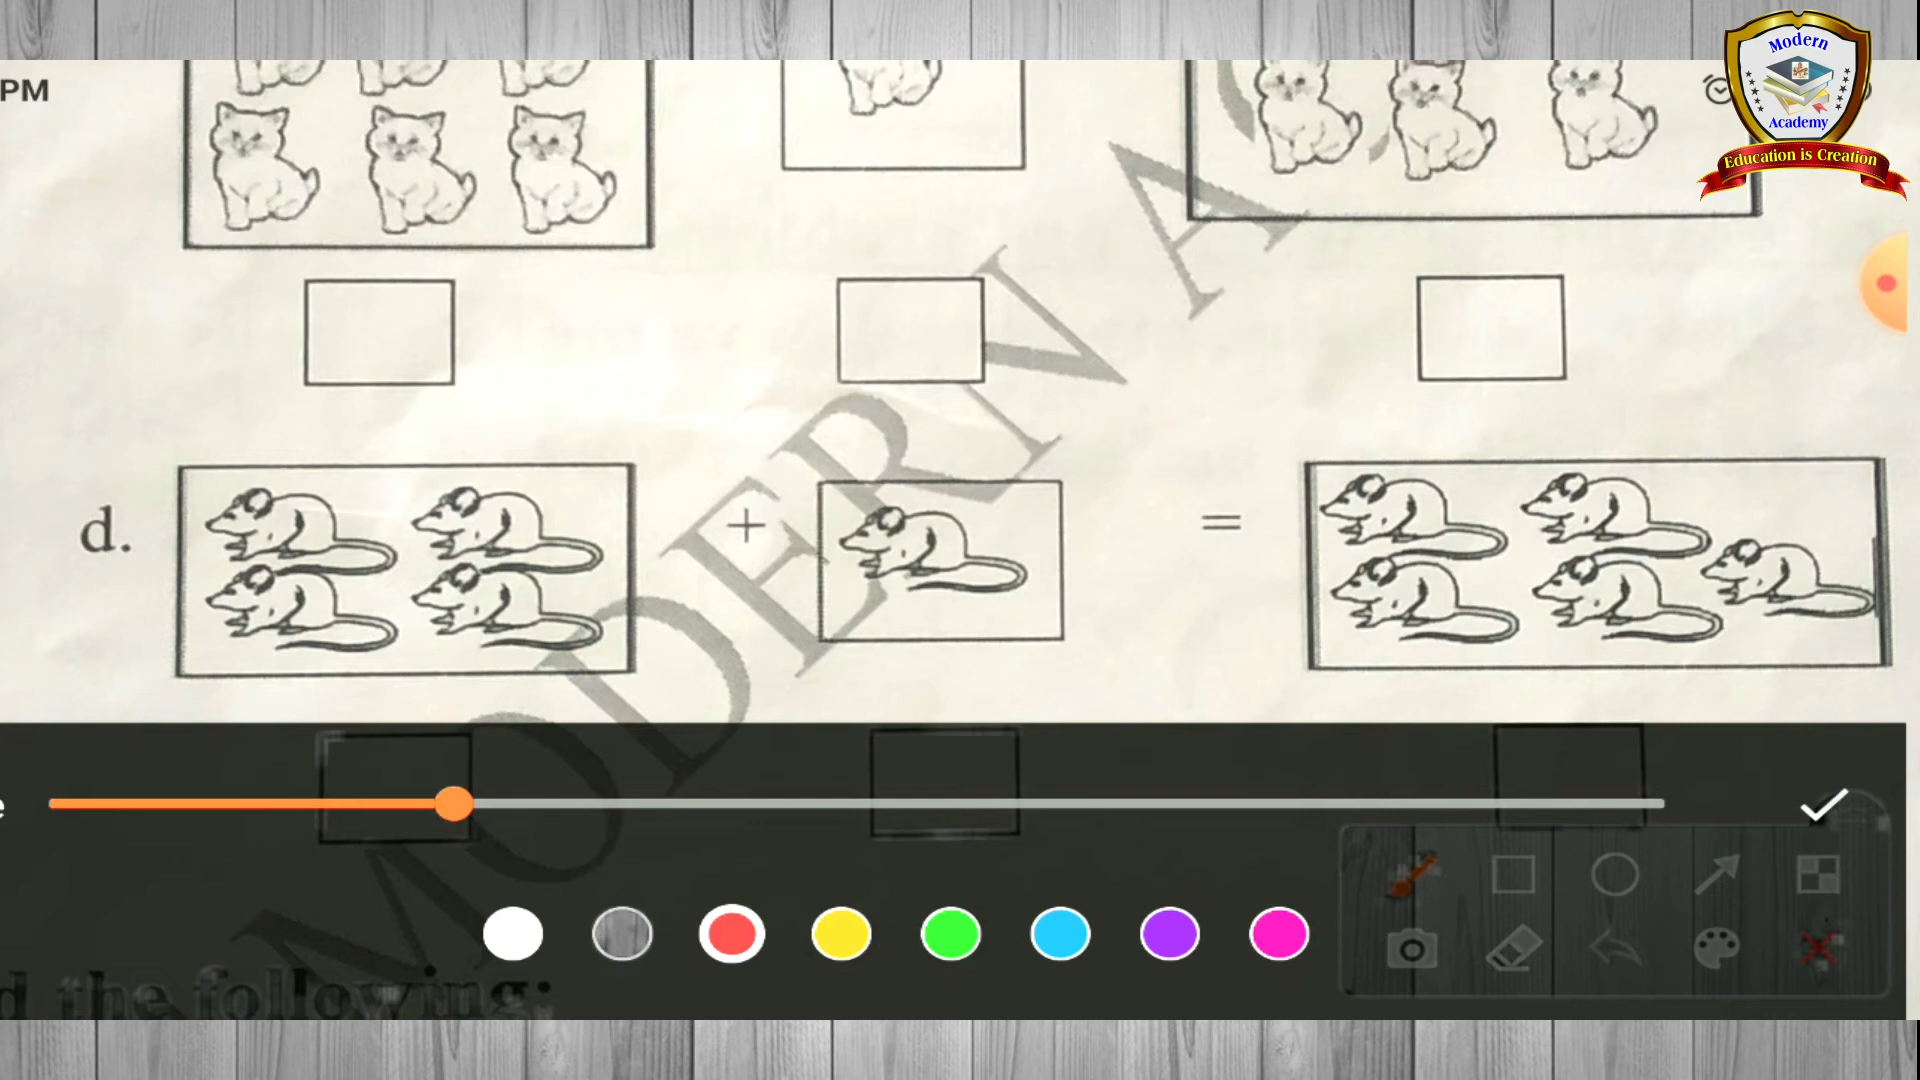 Modern
Academy
Education is Creation
PM
MODERN A
d.
+
=
the following: